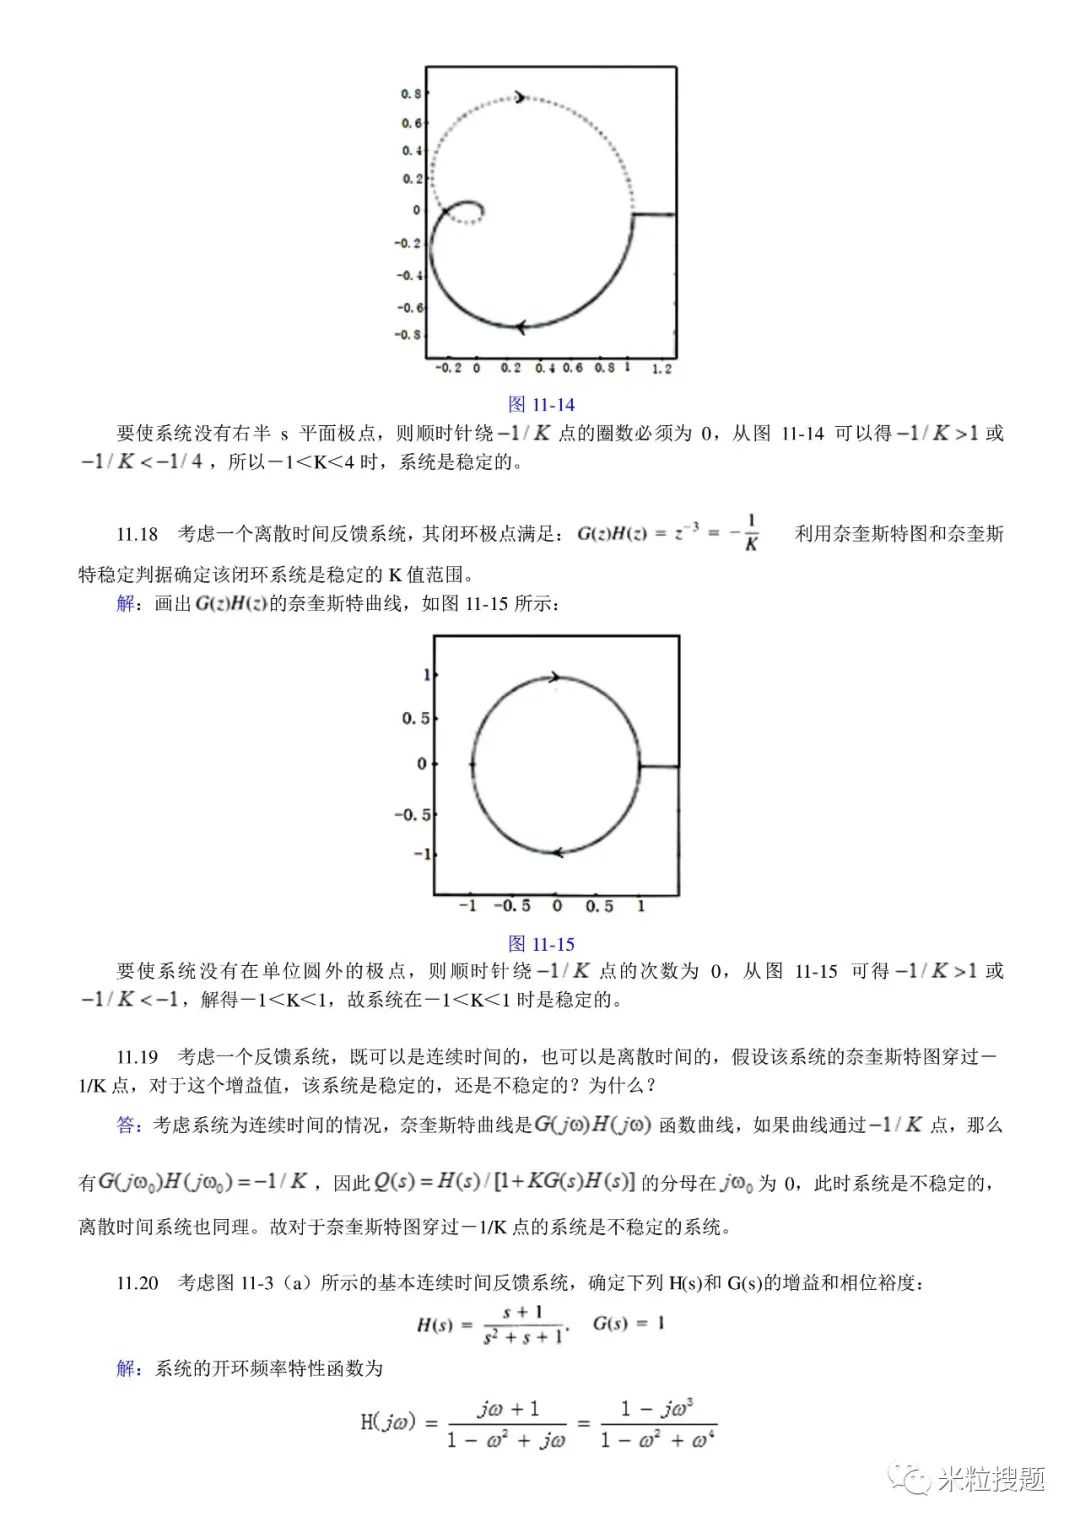 0.8
0.6
0.4
0.2
0
-0.2
-0.4
-0.6
-0.8
-0.2 0 0.2 0.4 0.6 0.8 1 1.2
图 11-14
要使系统没有右半 s 平面极点，则顺时针绕 −1/K 点的圈数必须为 0，从图 11-14 可以得 −1/K>1 或
−1/K<−1/4，所以－1＜K＜4 时，系统是稳定的。
11.18 考虑一个离散时间反馈系统，其闭环极点满足：G(z)H(z) = z⁻³ = −1/K 利用奈奎斯特图和奈奎斯
特稳定判据确定该闭环系统是稳定的 K 值范围。
解：画出 G(z)H(z)的奈奎斯特曲线，如图 11-15 所示：
1
0.5
0
-0.5
-1
-1 -0.5 0 0.5 1
图 11-15
要使系统没有在单位圆外的极点，则顺时针绕 −1/K 点的次数为 0，从图 11-15 可得 −1/K>1 或
−1/K<−1，解得－1＜K＜1，故系统在－1＜K＜1 时是稳定的。
11.19 考虑一个反馈系统，既可以是连续时间的，也可以是离散时间的，假设该系统的奈奎斯特图穿过－
1/K 点，对于这个增益值，该系统是稳定的，还是不稳定的？为什么？
答：考虑系统为连续时间的情况，奈奎斯特曲线是 G(jω)H(jω) 函数曲线，如果曲线通过 −1/K 点，那么
有 G(jω₀)H(jω₀)=−1/K，因此 Q(s)=H(s)/[1+KG(s)H(s)] 的分母在 jω₀ 为 0，此时系统是不稳定的，
离散时间系统也同理。故对于奈奎斯特图穿过－1/K 点的系统是不稳定的系统。
11.20 考虑图 11-3（a）所示的基本连续时间反馈系统，确定下列 H(s)和 G(s)的增益和相位裕度：
H(s) = (s + 1)/(s² + s + 1). G(s) = 1
解：系统的开环频率特性函数为
H(jω) = (jω + 1)/(1 − ω² + jω) = (1 − jω³)/(1 − ω² + ω⁴)
米粒搜题